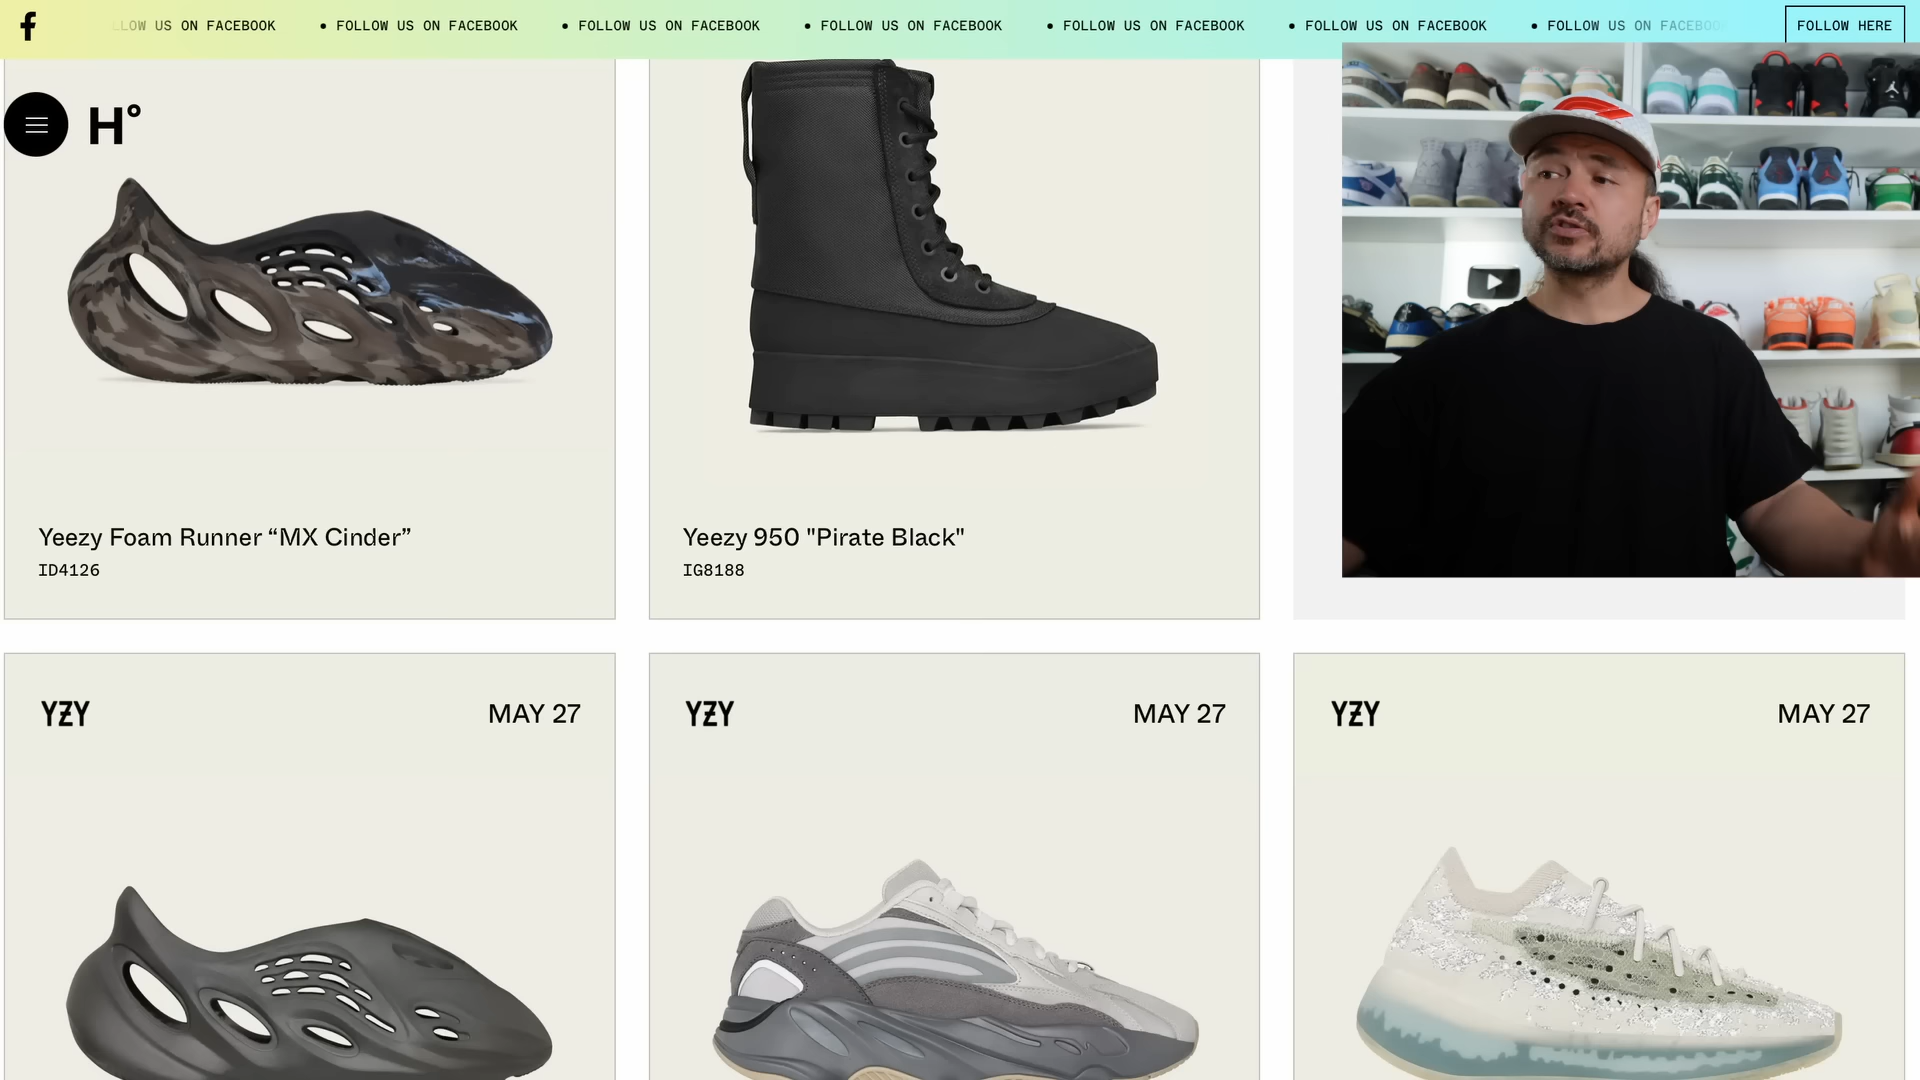 LLOW US ON FACEBOOK • FOLLOW US ON FACEBOOK • FOLLOW US ON FACEBOOK • FOLLOW US ON FACEBOOK • FOLLOW US ON FACEBOOK • FOLLOW US ON FACEBOOK • FOLLOW US ON FACEBOO
FOLLOW HERE
H°
Yeezy Foam Runner “MX Cinder”
ID4126
Yeezy 950 "Pirate Black"
IG8188
YZY
MAY 27
YZY
MAY 27
YZY
MAY 27